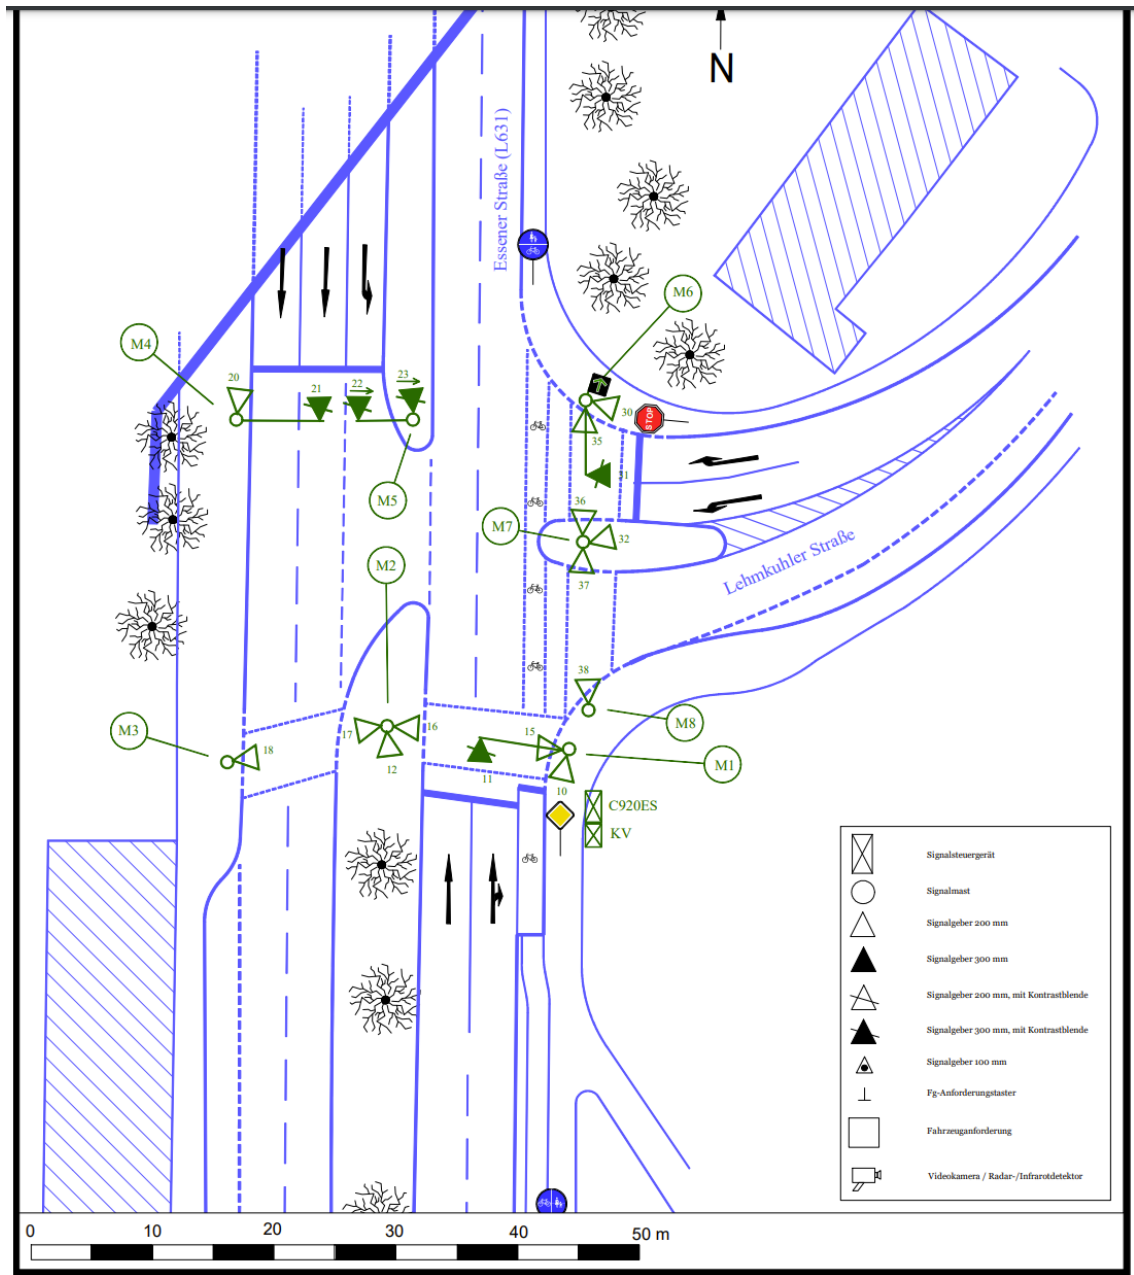 N
Essener Straße (L631)
M6
M4
20
21
22
23
30
STOP
35
31
M5
M7
36
32
37
Lehmkuhler Straße
M2
38
M8
M3
18
17
16
12
15
11
10
M1
C920ES
KV
Signalsteuergerät
Signalmast
Signalgeber 200 mm
Signalgeber 300 mm
Signalgeber 200 mm, mit Kontrastblende
Signalgeber 300 mm, mit Kontrastblende
Signalgeber 100 mm
Fg-Anforderungstaster
Fahrzeuganforderung
Videokamera / Radar-/Infrarotdetektor
0 10 20 30 40 50 m